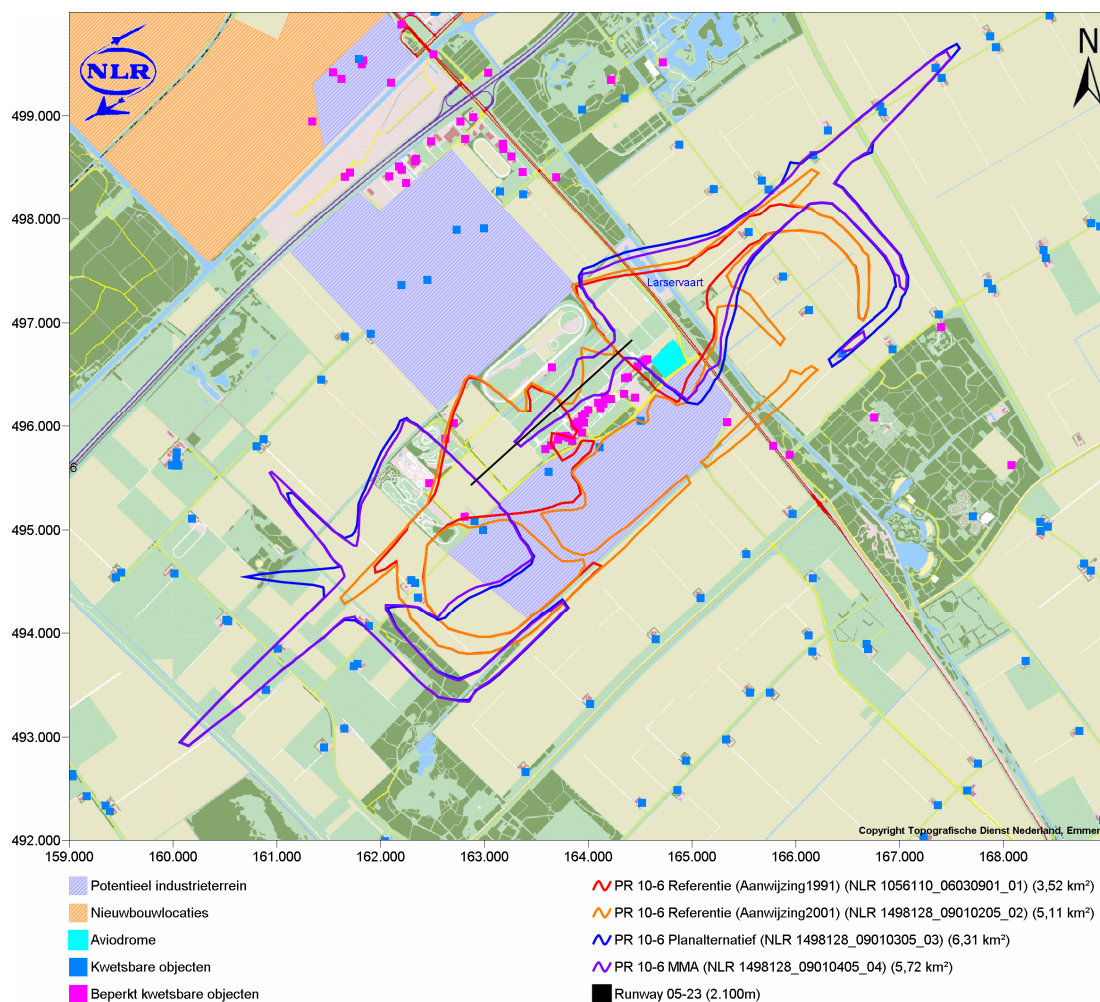 NLR
N
499.000
498.000
Larservaart
497.000
496.000
6
495.000
494.000
493.000
492.000
Copyright Topografische Dienst Nederland, Emmen
159.000 160.000 161.000 162.000 163.000 164.000 165.000 166.000 167.000 168.000
Potentieel industrieterrein
Nieuwbouwlocaties
Aviodrome
Kwetsbare objecten
Beperkt kwetsbare objecten
PR 10-6 Referentie (Aanwijzing1991) (NLR 1056110_06030901_01) (3,52 km²)
PR 10-6 Referentie (Aanwijzing2001) (NLR 1498128_09010205_02) (5,11 km²)
PR 10-6 Planalternatief (NLR 1498128_09010305_03) (6,31 km²)
PR 10-6 MMA (NLR 1498128_09010405_04) (5,72 km²)
Runway 05-23 (2.100m)